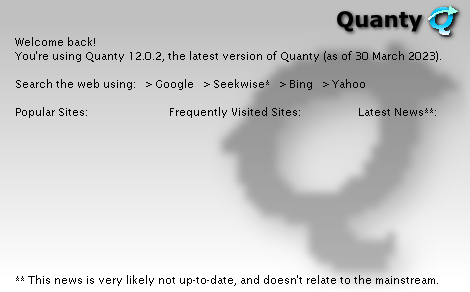 Quanty
Welcome back!
You're using Quanty 12.0.2, the latest version of Quanty (as of 30 March 2023).
Search the web using: > Google > Seekwise* > Bing > Yahoo
Popular Sites: Frequently Visited Sites: Latest News**:
** This news is very likely not up-to-date, and doesn't relate to the mainstream.